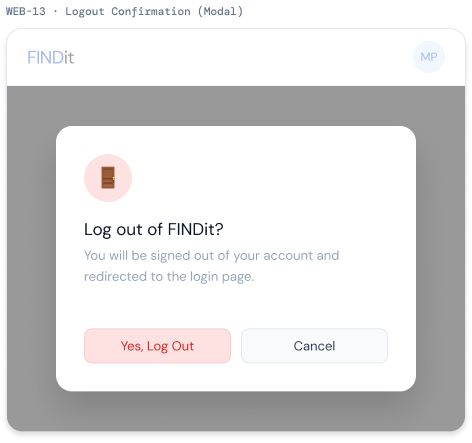 WEB-13 · Logout Confirmation (Modal)
FINDit
MP
Log out of FINDit?
You will be signed out of your account and
redirected to the login page.
Yes, Log Out
Cancel